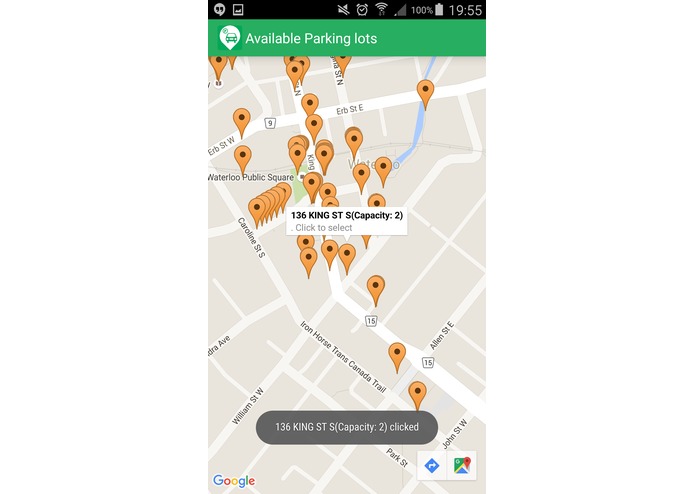 100% 19:55
Available Parking lots
Erb St E
9
Erb St W
King
Waterloo Public Square
136 KING ST S(Capacity: 2)
. Click to select
Caroline St S
15
Iron Horse Trans Canada Trail
Allen St E
15
William St W
136 KING ST S(Capacity: 2) clicked
John St W
Park St
Google